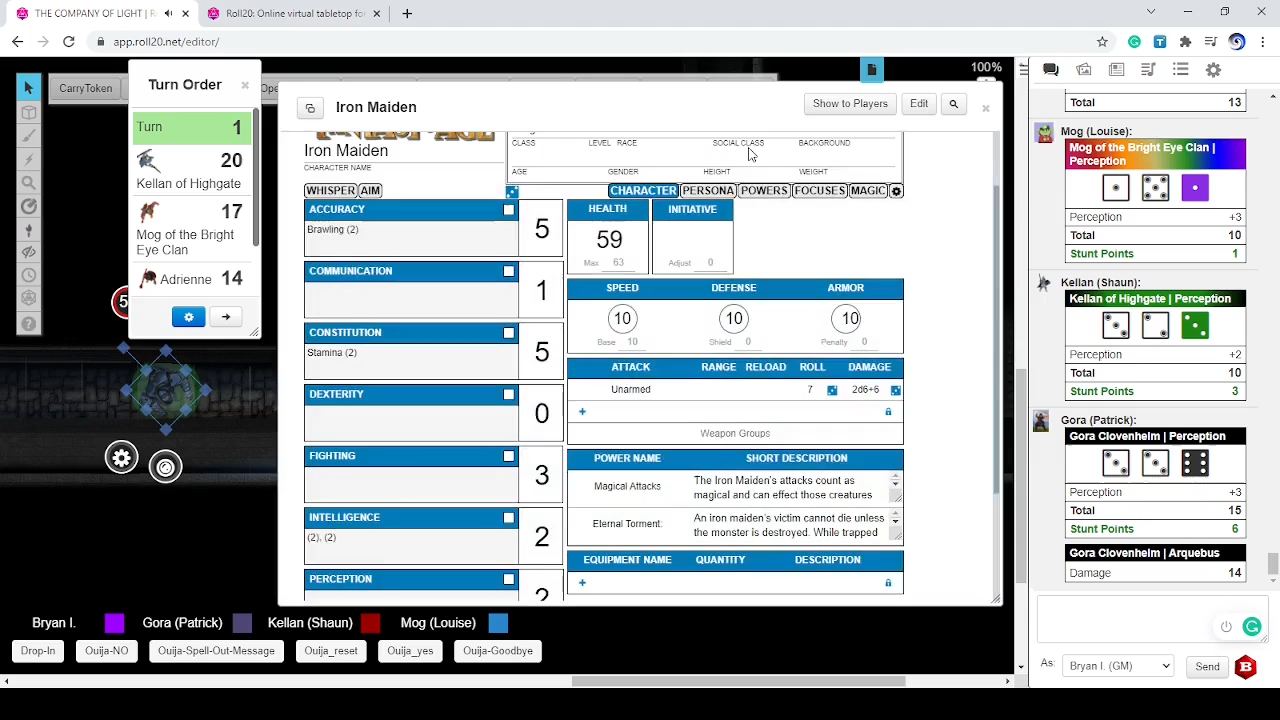 THE COMPANY OF LIGHT | R
Roll20: Online virtual tabletop fo
app.roll20.net/editor/
100%
CarryToken
Turn Order
Turn 1
20
Kellan of Highgate
17
Mog of the Bright
Eye Clan
Adrienne 14
Iron Maiden
Show to Players
Edit
Iron Maiden
CHARACTER NAME
CLASS LEVEL RACE SOCIAL CLASS BACKGROUND
AGE GENDER HEIGHT WEIGHT
WHISPER AIM
CHARACTER PERSONA POWERS FOCUSES MAGIC
ACCURACY
Brawling (2)
5
COMMUNICATION
1
CONSTITUTION
Stamina (2)
5
DEXTERITY
0
FIGHTING
3
INTELLIGENCE
(2), (2)
2
PERCEPTION
2
HEALTH
59
Max 63
INITIATIVE
Adjust 0
SPEED DEFENSE ARMOR
10 10 10
Base 10 Shield 0 Penalty 0
ATTACK RANGE RELOAD ROLL DAMAGE
Unarmed 7 2d6+6
+
Weapon Groups
POWER NAME SHORT DESCRIPTION
Magical Attacks
The Iron Maiden's attacks count as
magical and can effect those creatures
Eternal Torment:
An iron maiden's victim cannot die unless
the monster is destroyed. While trapped
EQUIPMENT NAME QUANTITY DESCRIPTION
+
Total 13
Mog (Louise):
Mog of the Bright Eye Clan |
Perception
Perception +3
Total 10
Stunt Points 1
Kellan (Shaun):
Kellan of Highgate | Perception
Perception +2
Total 10
Stunt Points 3
Gora (Patrick):
Gora Clovenhelm | Perception
Perception +3
Total 15
Stunt Points 6
Gora Clovenhelm | Arquebus
Damage 14
As: Bryan I. (GM) Send
Bryan I. Gora (Patrick) Kellan (Shaun) Mog (Louise)
Drop-In Ouija-NO Ouija-Spell-Out-Message Ouija_reset Ouija_yes Ouija-Goodbye